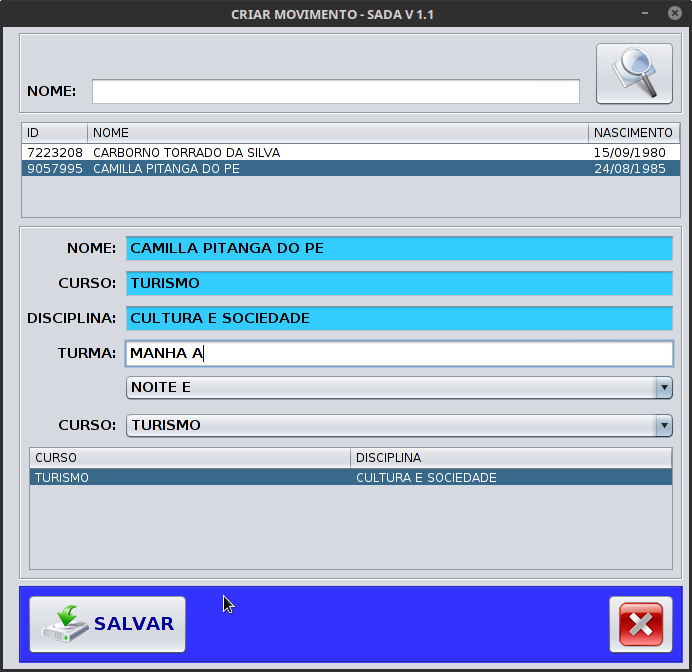 CRIAR MOVIMENTO - SADA V 1.1
NOME:
ID NOME NASCIMENTO
7223208 CARBORNO TORRADO DA SILVA 15/09/1980
9057995 CAMILLA PITANGA DO PE 24/08/1985
NOME: CAMILLA PITANGA DO PE
CURSO: TURISMO
DISCIPLINA: CULTURA E SOCIEDADE
TURMA: MANHA A
NOITE E
CURSO: TURISMO
CURSO DISCIPLINA
TURISMO CULTURA E SOCIEDADE
SALVAR